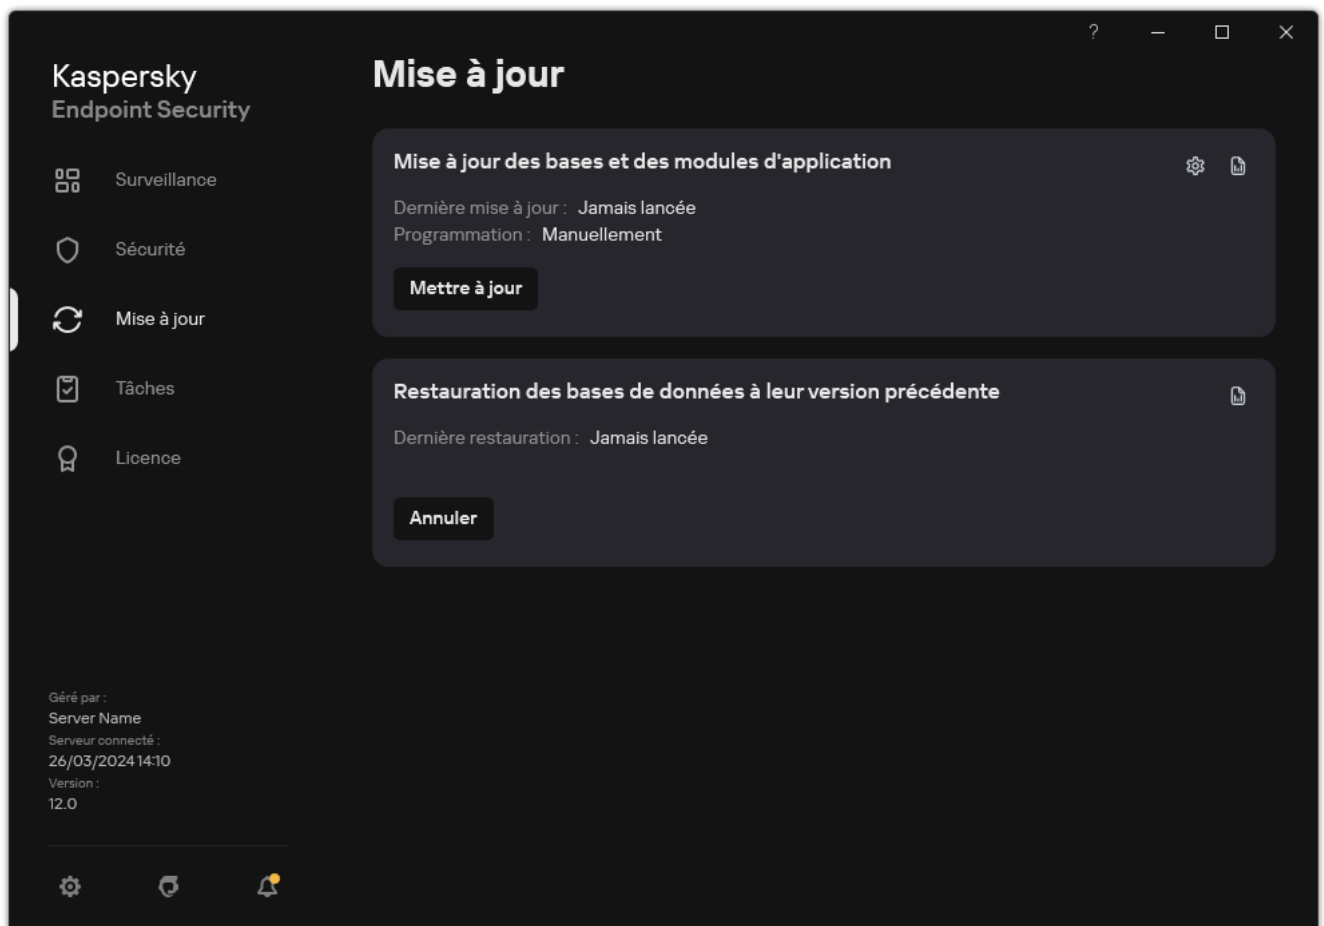 ?
Kaspersky
Endpoint Security
Surveillance
Sécurité
Mise à jour
Tâches
Licence
Géré par :
Server Name
Serveur connecté :
26/03/2024 14:10
Version :
12.0
Mise à jour
Mise à jour des bases et des modules d'application
Dernière mise à jour : Jamais lancée
Programmation : Manuellement
Mettre à jour
Restauration des bases de données à leur version précédente
Dernière restauration : Jamais lancée
Annuler